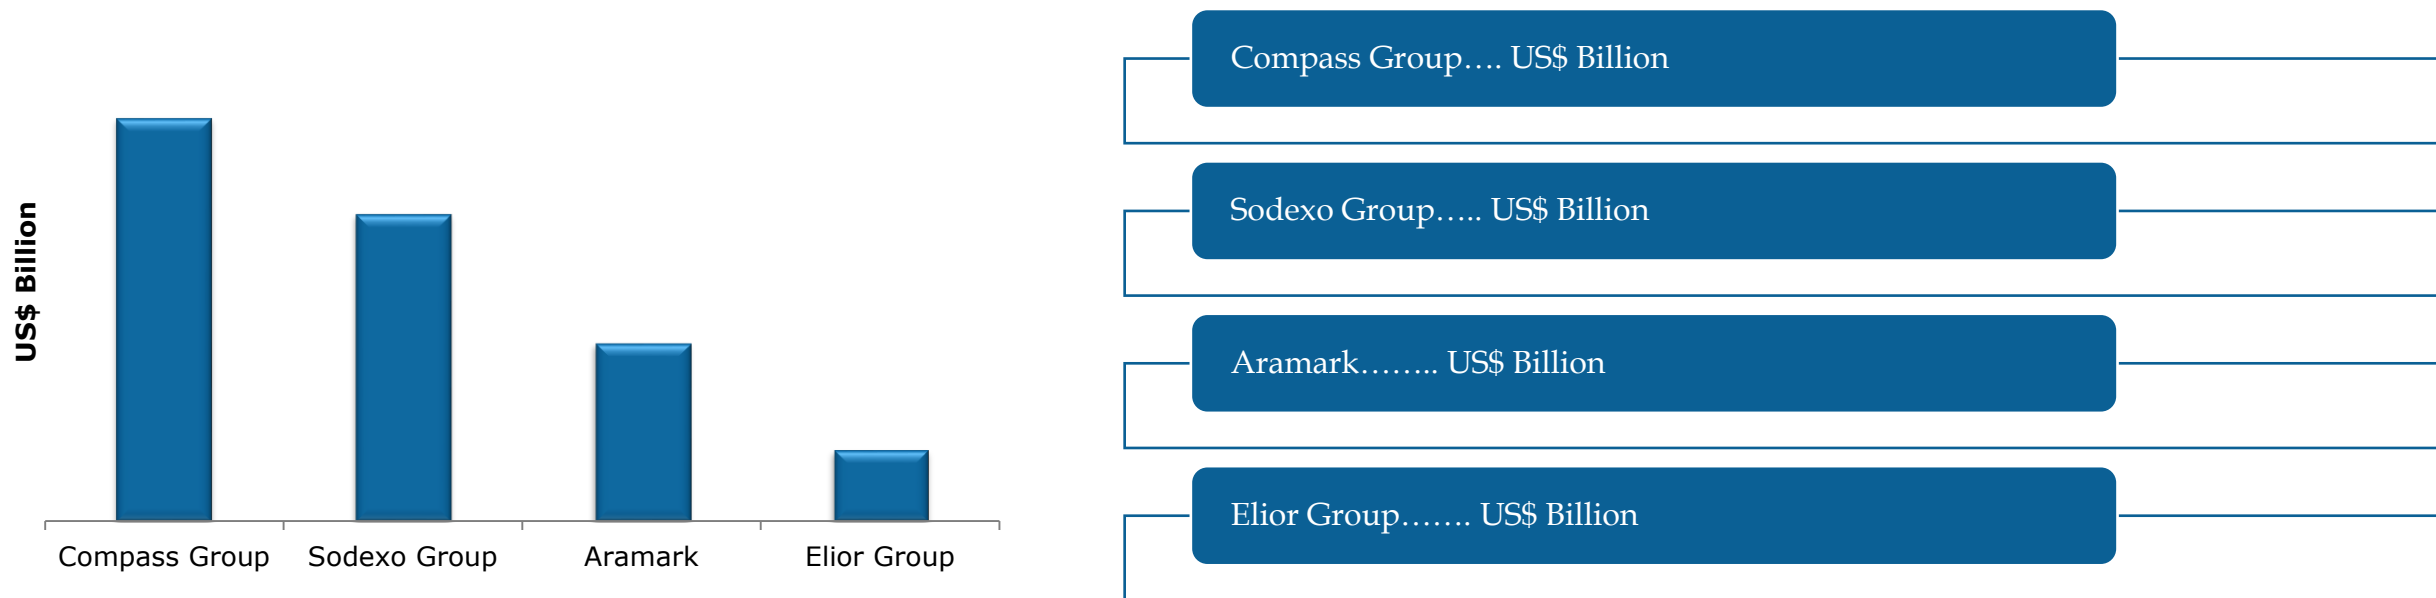 US$ Billion
Compass Group
Sodexo Group
Aramark
Elior Group
Compass Group…. US$ Billion
Sodexo Group….. US$ Billion
Aramark…….. US$ Billion
Elior Group……. US$ Billion